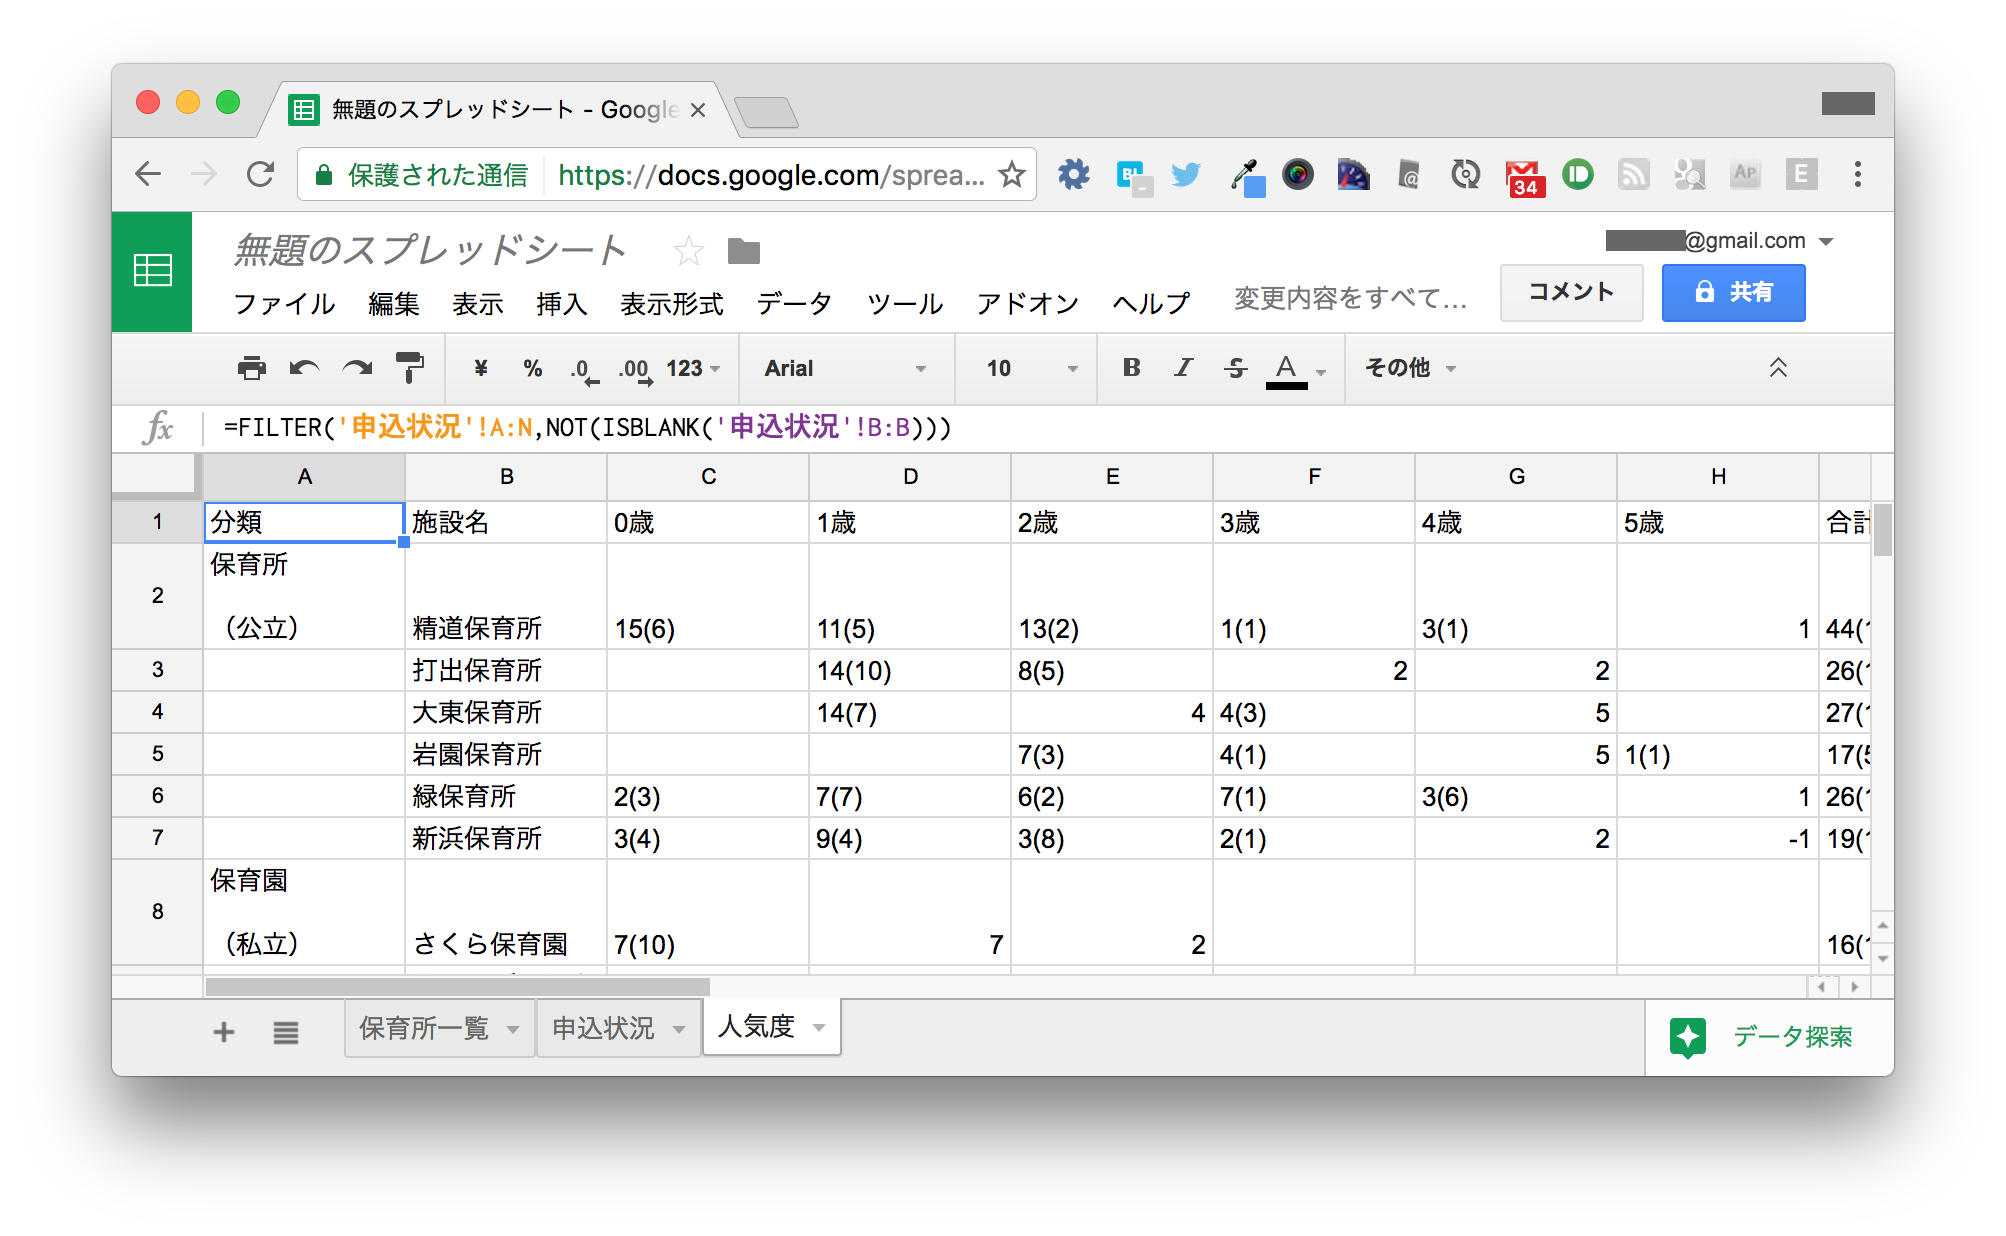 無題のスプレッドシート - Google
保護された通信 https://docs.google.com/sprea...
34
AP
E
無題のスプレッドシート
@gmail.com
ファイル 編集 表示 挿入 表示形式 データ ツール アドオン ヘルプ 変更内容をすべて...
コメント
共有
¥ % .0 .00 123 Arial 10 B I S A その他
fx =FILTER('申込状況'!A:N,NOT(ISBLANK('申込状況'!B:B)))
A B C D E F G H
1 分類 施設名 0歳 1歳 2歳 3歳 4歳 5歳 合計
保育所
2
（公立） 精道保育所 15(6) 11(5) 13(2) 1(1) 3(1) 1 44(
3 打出保育所 14(10) 8(5) 2 2 26(
4 大東保育所 14(7) 4 4(3) 5 27(
5 岩園保育所 7(3) 4(1) 5 1(1) 17(5
6 緑保育所 2(3) 7(7) 6(2) 7(1) 3(6) 1 26(
7 新浜保育所 3(4) 9(4) 3(8) 2(1) 2 -1 19(
保育園
8
（私立） さくら保育園 7(10) 7 2 16(
保育所一覧 申込状況 人気度
データ探索